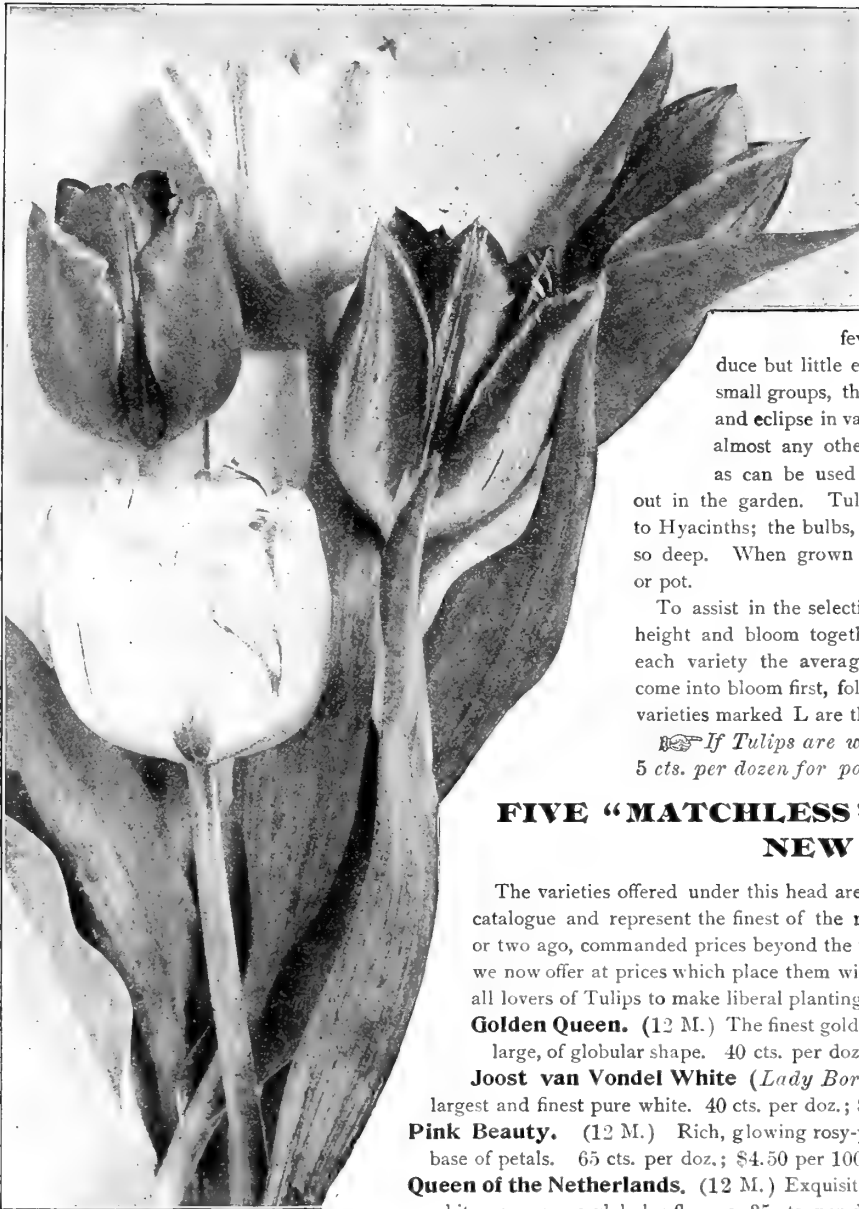 duce but little e
small groups, th
and eclipse in va
almost any othe
as can be used
out in the garden. Tul
to Hyacinths; the bulbs,
so deep. When grown
or pot.
To assist in the selecti
height and bloom togeth
each variety the averag
come into bloom first, fol
varieties marked L are th
☞ If Tulips are w
5 cts. per dozen for po
FIVE “MATCHLESS”
NEW
The varieties offered under this head are
catalogue and represent the finest of the
or two ago, commanded prices beyond the
we now offer at prices which place them wi
all lovers of Tulips to make liberal planting
Golden Queen. (12 M.) The finest gold
large, of globular shape. 40 cts. per doz
Joost van Vondel White (Lady Bor
largest and finest pure white. 40 cts. per doz.;
Pink Beauty. (12 M.) Rich, glowing rosy-
base of petals. 65 cts. per doz.; $4.50 per 100
Queen of the Netherlands. (12 M.) Exquisit